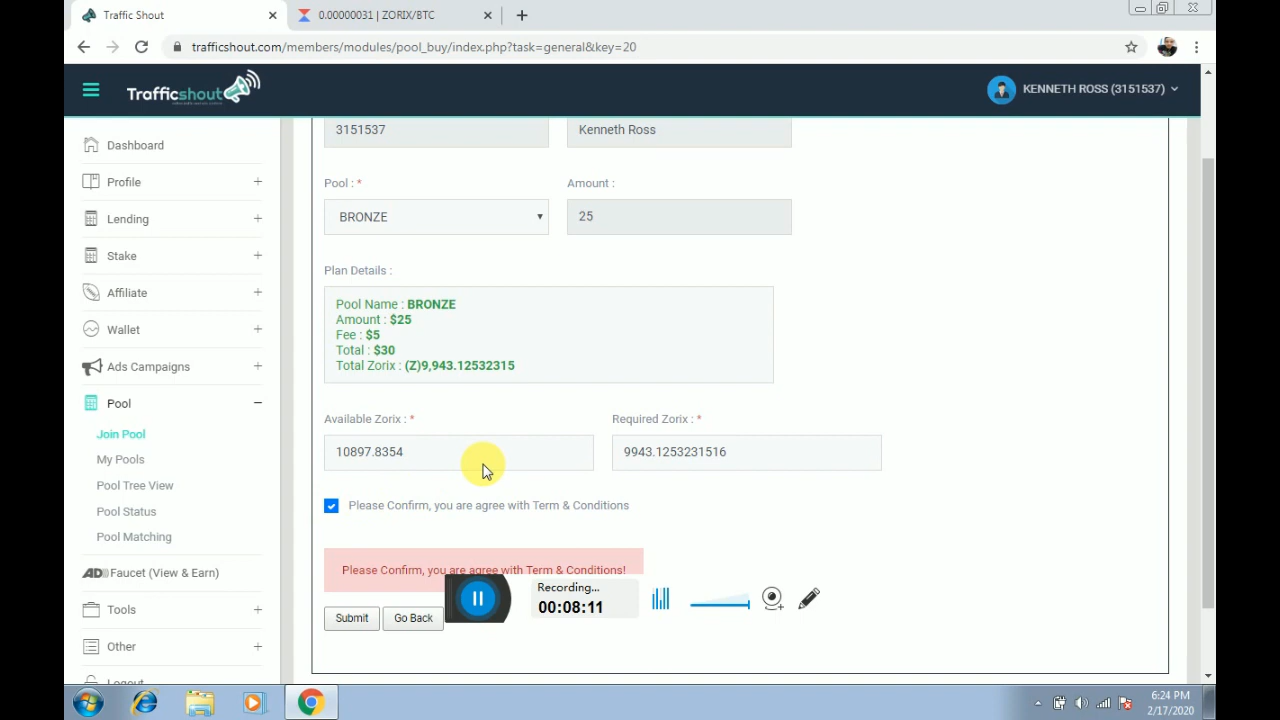 Traffic Shout
0.00000031 | ZORIX/BTC
trafficshout.com/members/modules/pool_buy/index.php?task=general&key=20
Trafficshout
KENNETH ROSS (3151537)
Dashboard
Profile
Lending
Stake
Affiliate
Wallet
Ads Campaigns
Pool
Join Pool
My Pools
Pool Tree View
Pool Status
Pool Matching
AD Faucet (View & Earn)
Tools
Other
Logout
3151537
Kenneth Ross
Pool : *
Amount :
BRONZE
25
Plan Details :
Pool Name : BRONZE
Amount : $25
Fee : $5
Total : $30
Total Zorix : (Z)9,943.12532315
Available Zorix : *
Required Zorix : *
10897.8354
9943.1253231516
Please Confirm, you are agree with Term & Conditions
Please Confirm, you are agree with Term & Conditions!
Recording...
00:08:11
Submit
Go Back
6:24 PM
2/17/2020